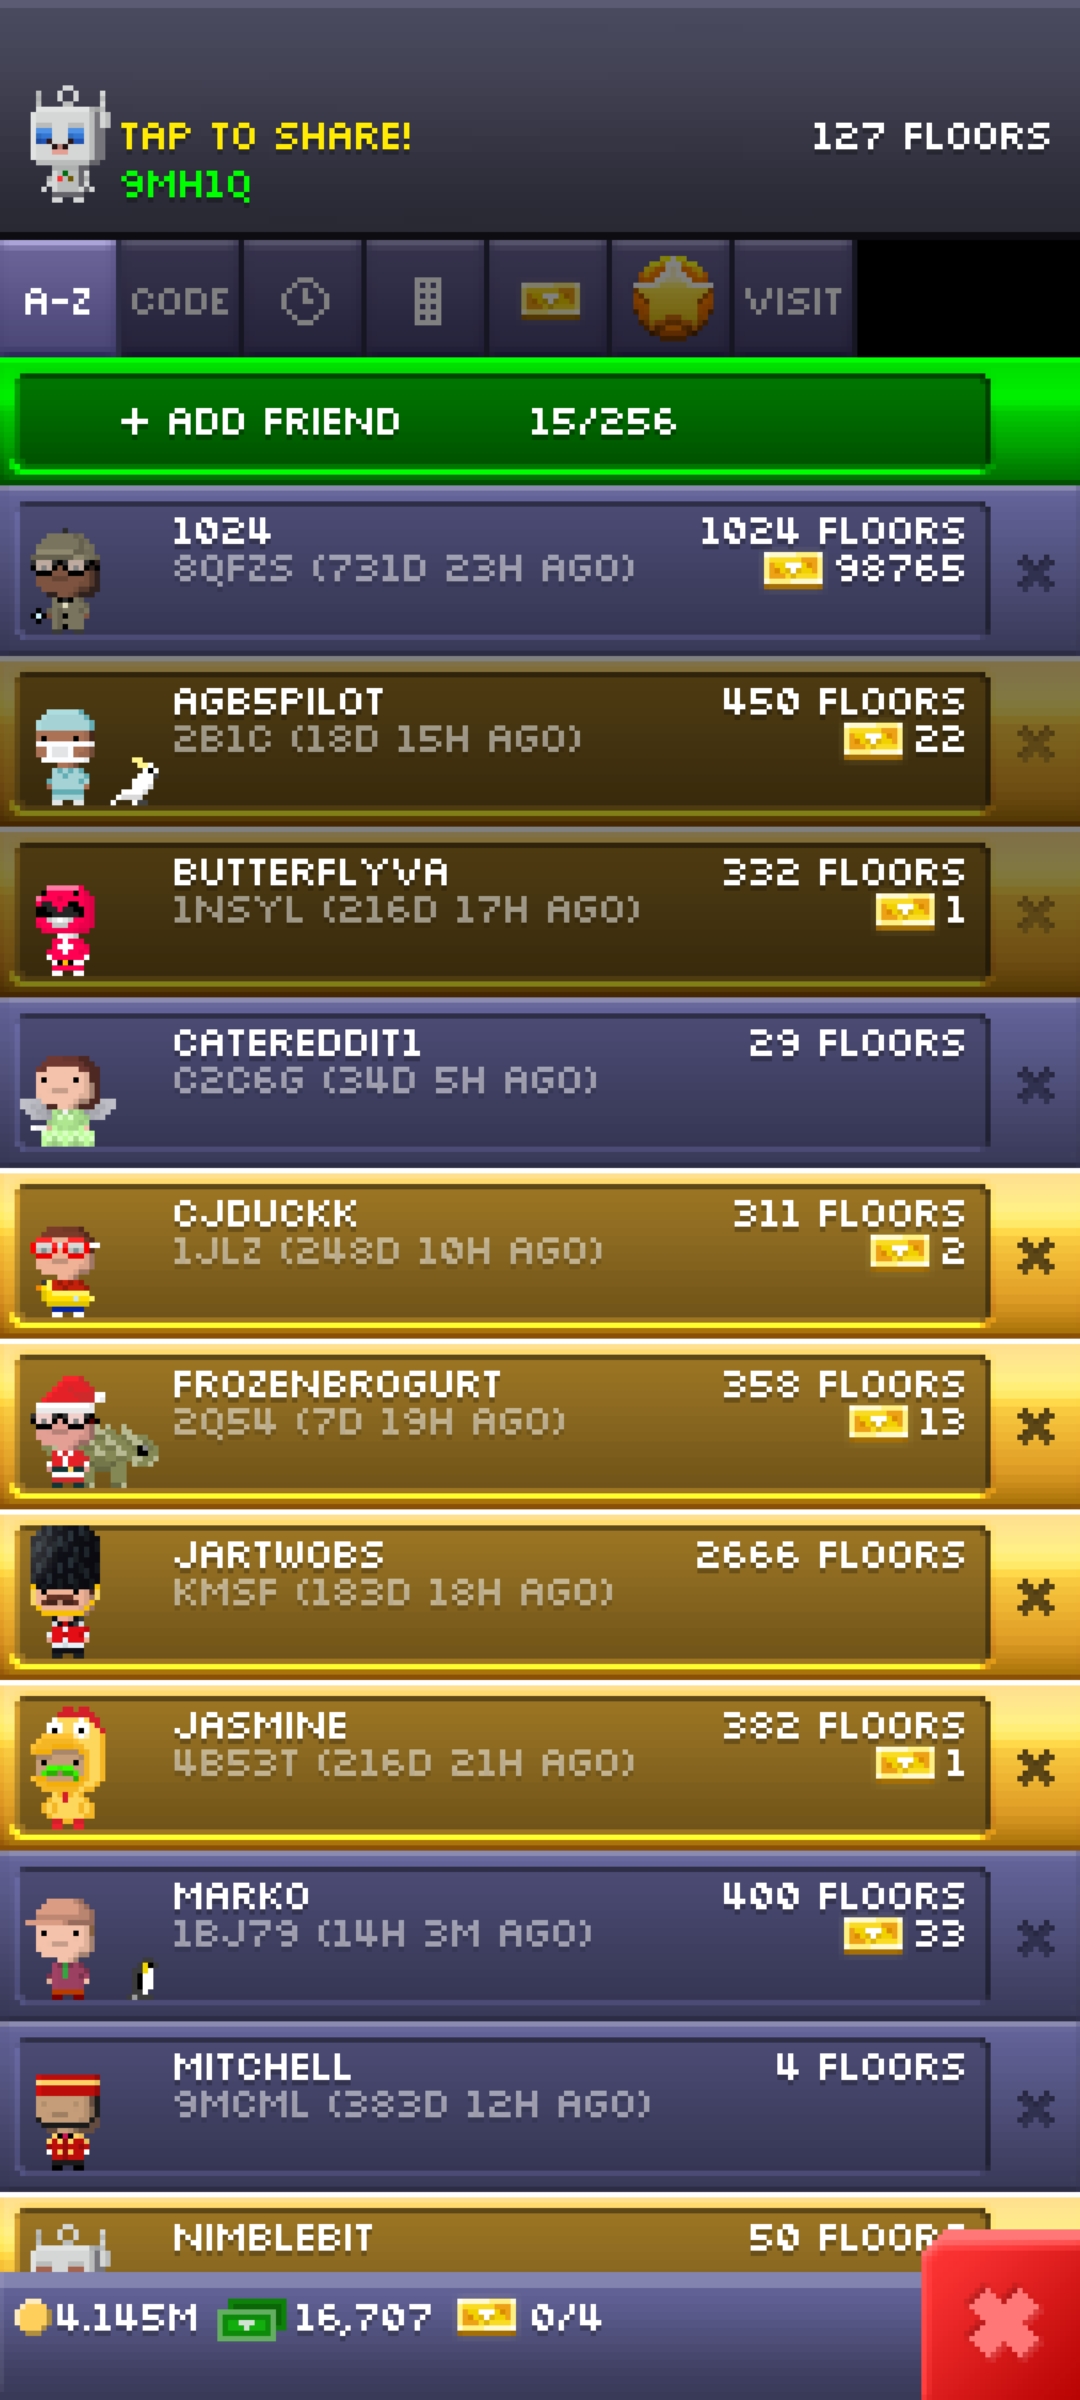 TAP TO SHARE!
127 FLOORS
9MH1Q
A-Z CODE VISIT
+ ADD FRIEND 15/256
1024 1024 FLOORS
8QFZS (731D 23H AGO) 98765
AGB5PILOT 450 FLOORS
2B1C (18D 15H AGO) 22
BUTTERFLYVA 332 FLOORS
1NSYL (216D 17H AGO) 1
CATEREDDIT1 29 FLOORS
C2C6G (34D 5H AGO)
CJDUCKK 311 FLOORS
1JLZ (248D 10H AGO) 2
FROZENBROGURT 358 FLOORS
2Q54 (7D 19H AGO) 13
JARTWOBS 2666 FLOORS
KMSF (183D 18H AGO)
JASMINE 382 FLOORS
4B53T (216D 21H AGO) 1
MARKO 400 FLOORS
1BJ79 (14H 3M AGO) 33
MITCHELL 4 FLOORS
9MCML (383D 12H AGO)
NIMBLEBIT 50 FLOORS
4.145M 16,707 0/4